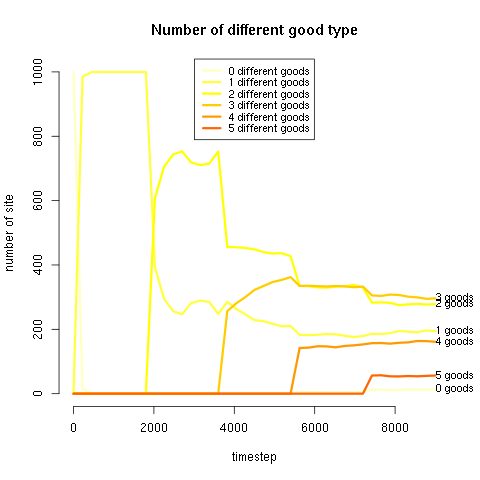 Number of different good type
0 different goods
1 different goods
2 different goods
3 different goods
4 different goods
5 different goods
number of site
0
200
400
600
800
1000
3 goods
2 goods
1 goods
4 goods
5 goods
0 goods
0
2000
4000
6000
8000
timestep